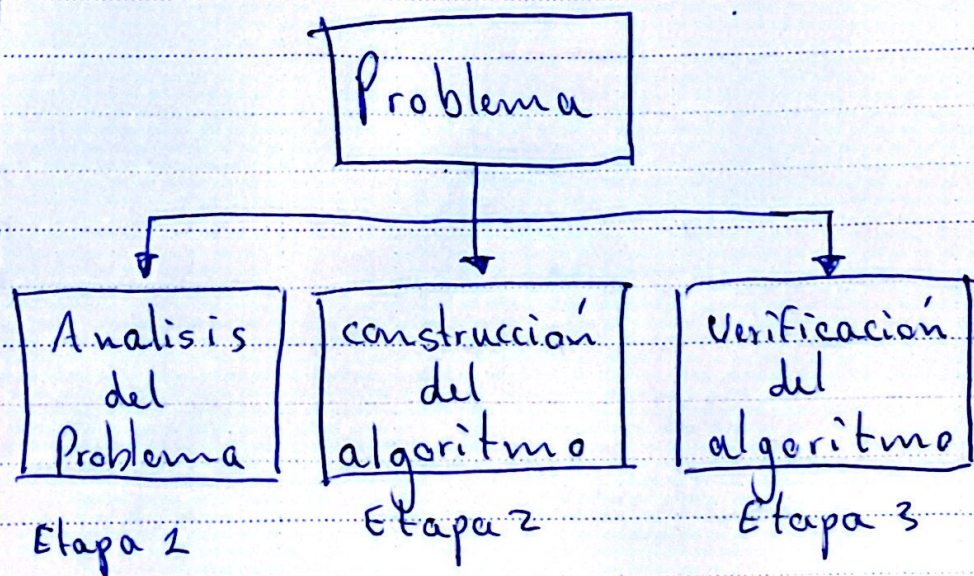 Problema
Analisis
del
Problema
Etapa 1
construcción
del
algoritmo
Etapa 2
Verificación
del
algoritmo
Etapa 3